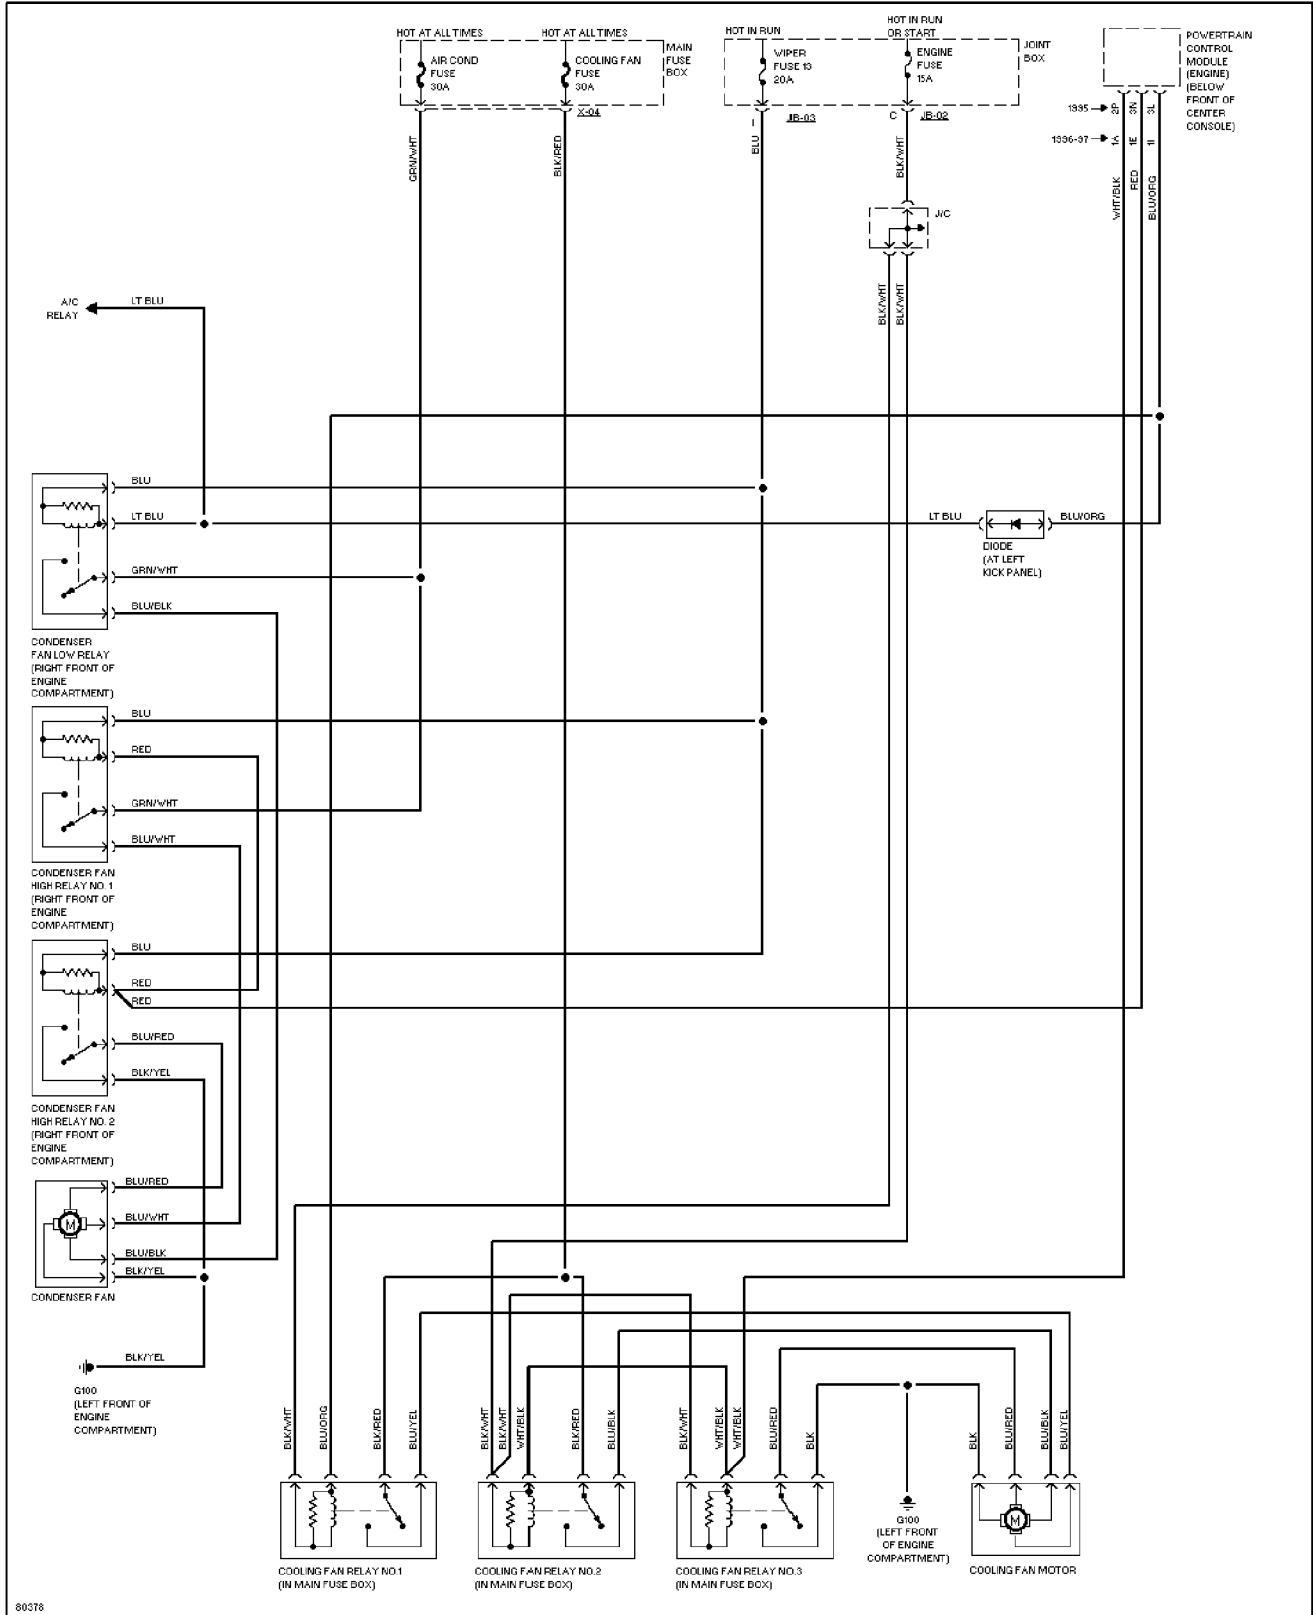 HOT AT ALL TIMES
HOT AT ALL TIMES
HOT IN RUN
HOT IN RUN
OR START
AIR COND
FUSE
30A
COOLING FAN
FUSE
30A
MAIN
FUSE
BOX
WIPER
FUSE 13
20A
ENGINE
FUSE
15A
JOINT
BOX
POWERTRAIN
CONTROL
MODULE
(ENGINE)
(BELOW
FRONT OF
CENTER
CONSOLE)
X-04
I
JB-03
C
JB-02
1995
2P
3N
3L
1996-97
1A
1E
1I
GRN/WHT
BLK/RED
BLU
BLK/WHT
WHT/BLK
RED
BLU/ORG
J/C
BLK/WHT
BLK/WHT
A/C
RELAY
LT BLU
BLU
LT BLU
LT BLU
BLU/ORG
DIODE
(AT LEFT
KICK PANEL)
GRN/WHT
BLU/BLK
CONDENSER
FAN LOW RELAY
(RIGHT FRONT OF
ENGINE
COMPARTMENT)
BLU
RED
GRN/WHT
BLU/WHT
CONDENSER FAN
HIGH RELAY NO. 1
(RIGHT FRONT OF
ENGINE
COMPARTMENT)
BLU
RED
RED
BLU/RED
BLK/YEL
CONDENSER FAN
HIGH RELAY NO. 2
(RIGHT FRONT OF
ENGINE
COMPARTMENT)
BLU/RED
M
BLU/WHT
BLU/BLK
BLK/YEL
CONDENSER FAN
BLK/YEL
G100
(LEFT FRONT OF
ENGINE
COMPARTMENT)
BLK/WHT
BLU/ORG
BLK/RED
BLU/YEL
BLK/WHT
BLK/WHT
WHT/BLK
BLK/RED
BLU/BLK
BLK/WHT
WHT/BLK
WHT/BLK
BLU/RED
BLK
BLK
BLU/RED
BLU/BLK
BLU/YEL
M
G100
(LEFT FRONT
OF ENGINE
COMPARTMENT)
COOLING FAN RELAY NO.1
(IN MAIN FUSE BOX)
COOLING FAN RELAY NO.2
(IN MAIN FUSE BOX)
COOLING FAN RELAY NO.3
(IN MAIN FUSE BOX)
COOLING FAN MOTOR
80378